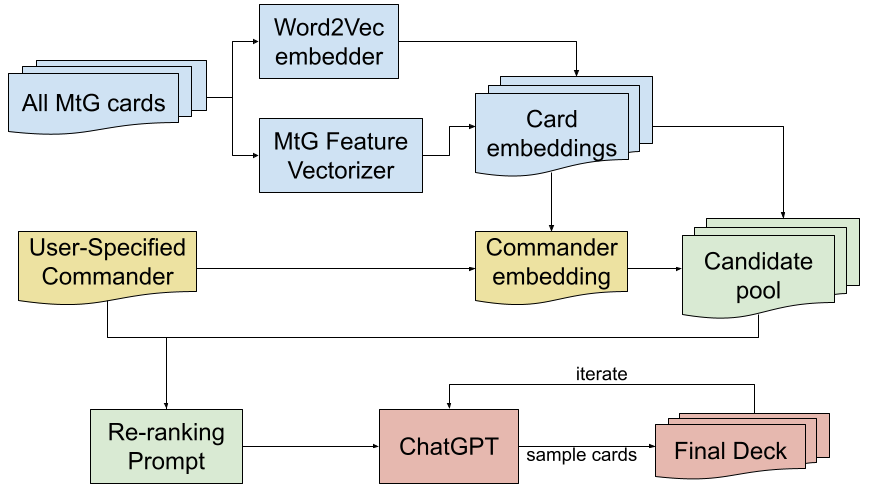 Word2Vec
embedder
All MtG cards
MtG Feature
Vectorizer
Card
embeddings
User-Specified
Commander
Commander
embedding
Candidate
pool
iterate
Re-ranking
Prompt
ChatGPT
sample cards
Final Deck